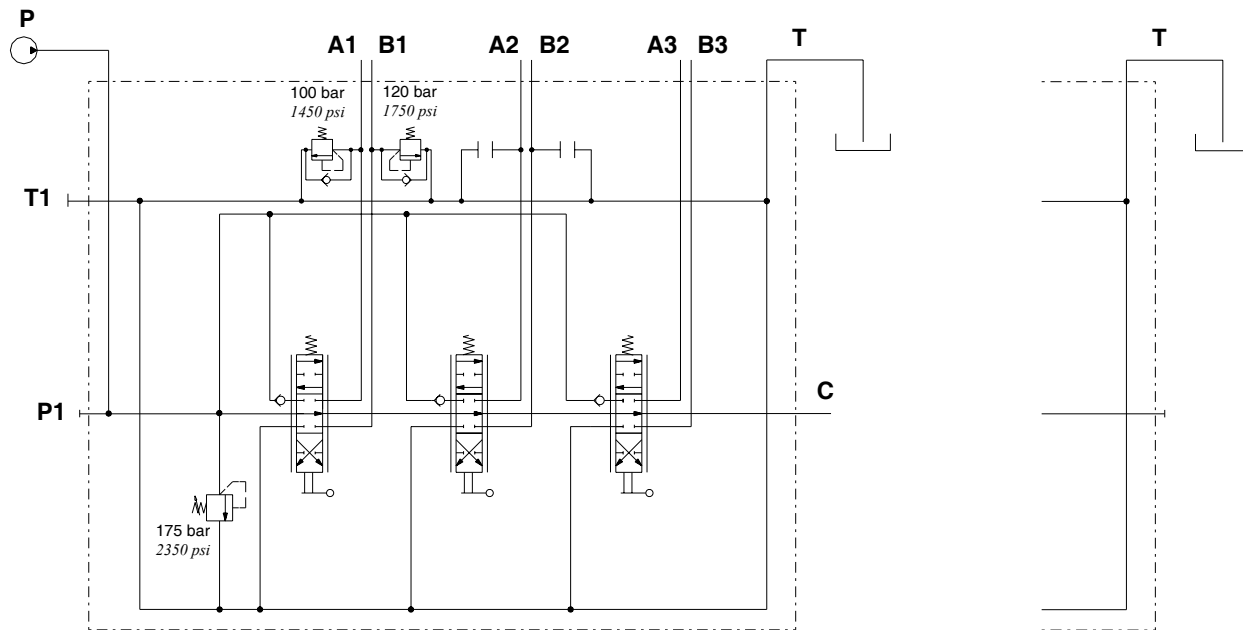 P
A1 B1 A2 B2 A3 B3 T T
100 bar 120 bar
1450 psi 1750 psi
T1
P1 C
175 bar
2350 psi